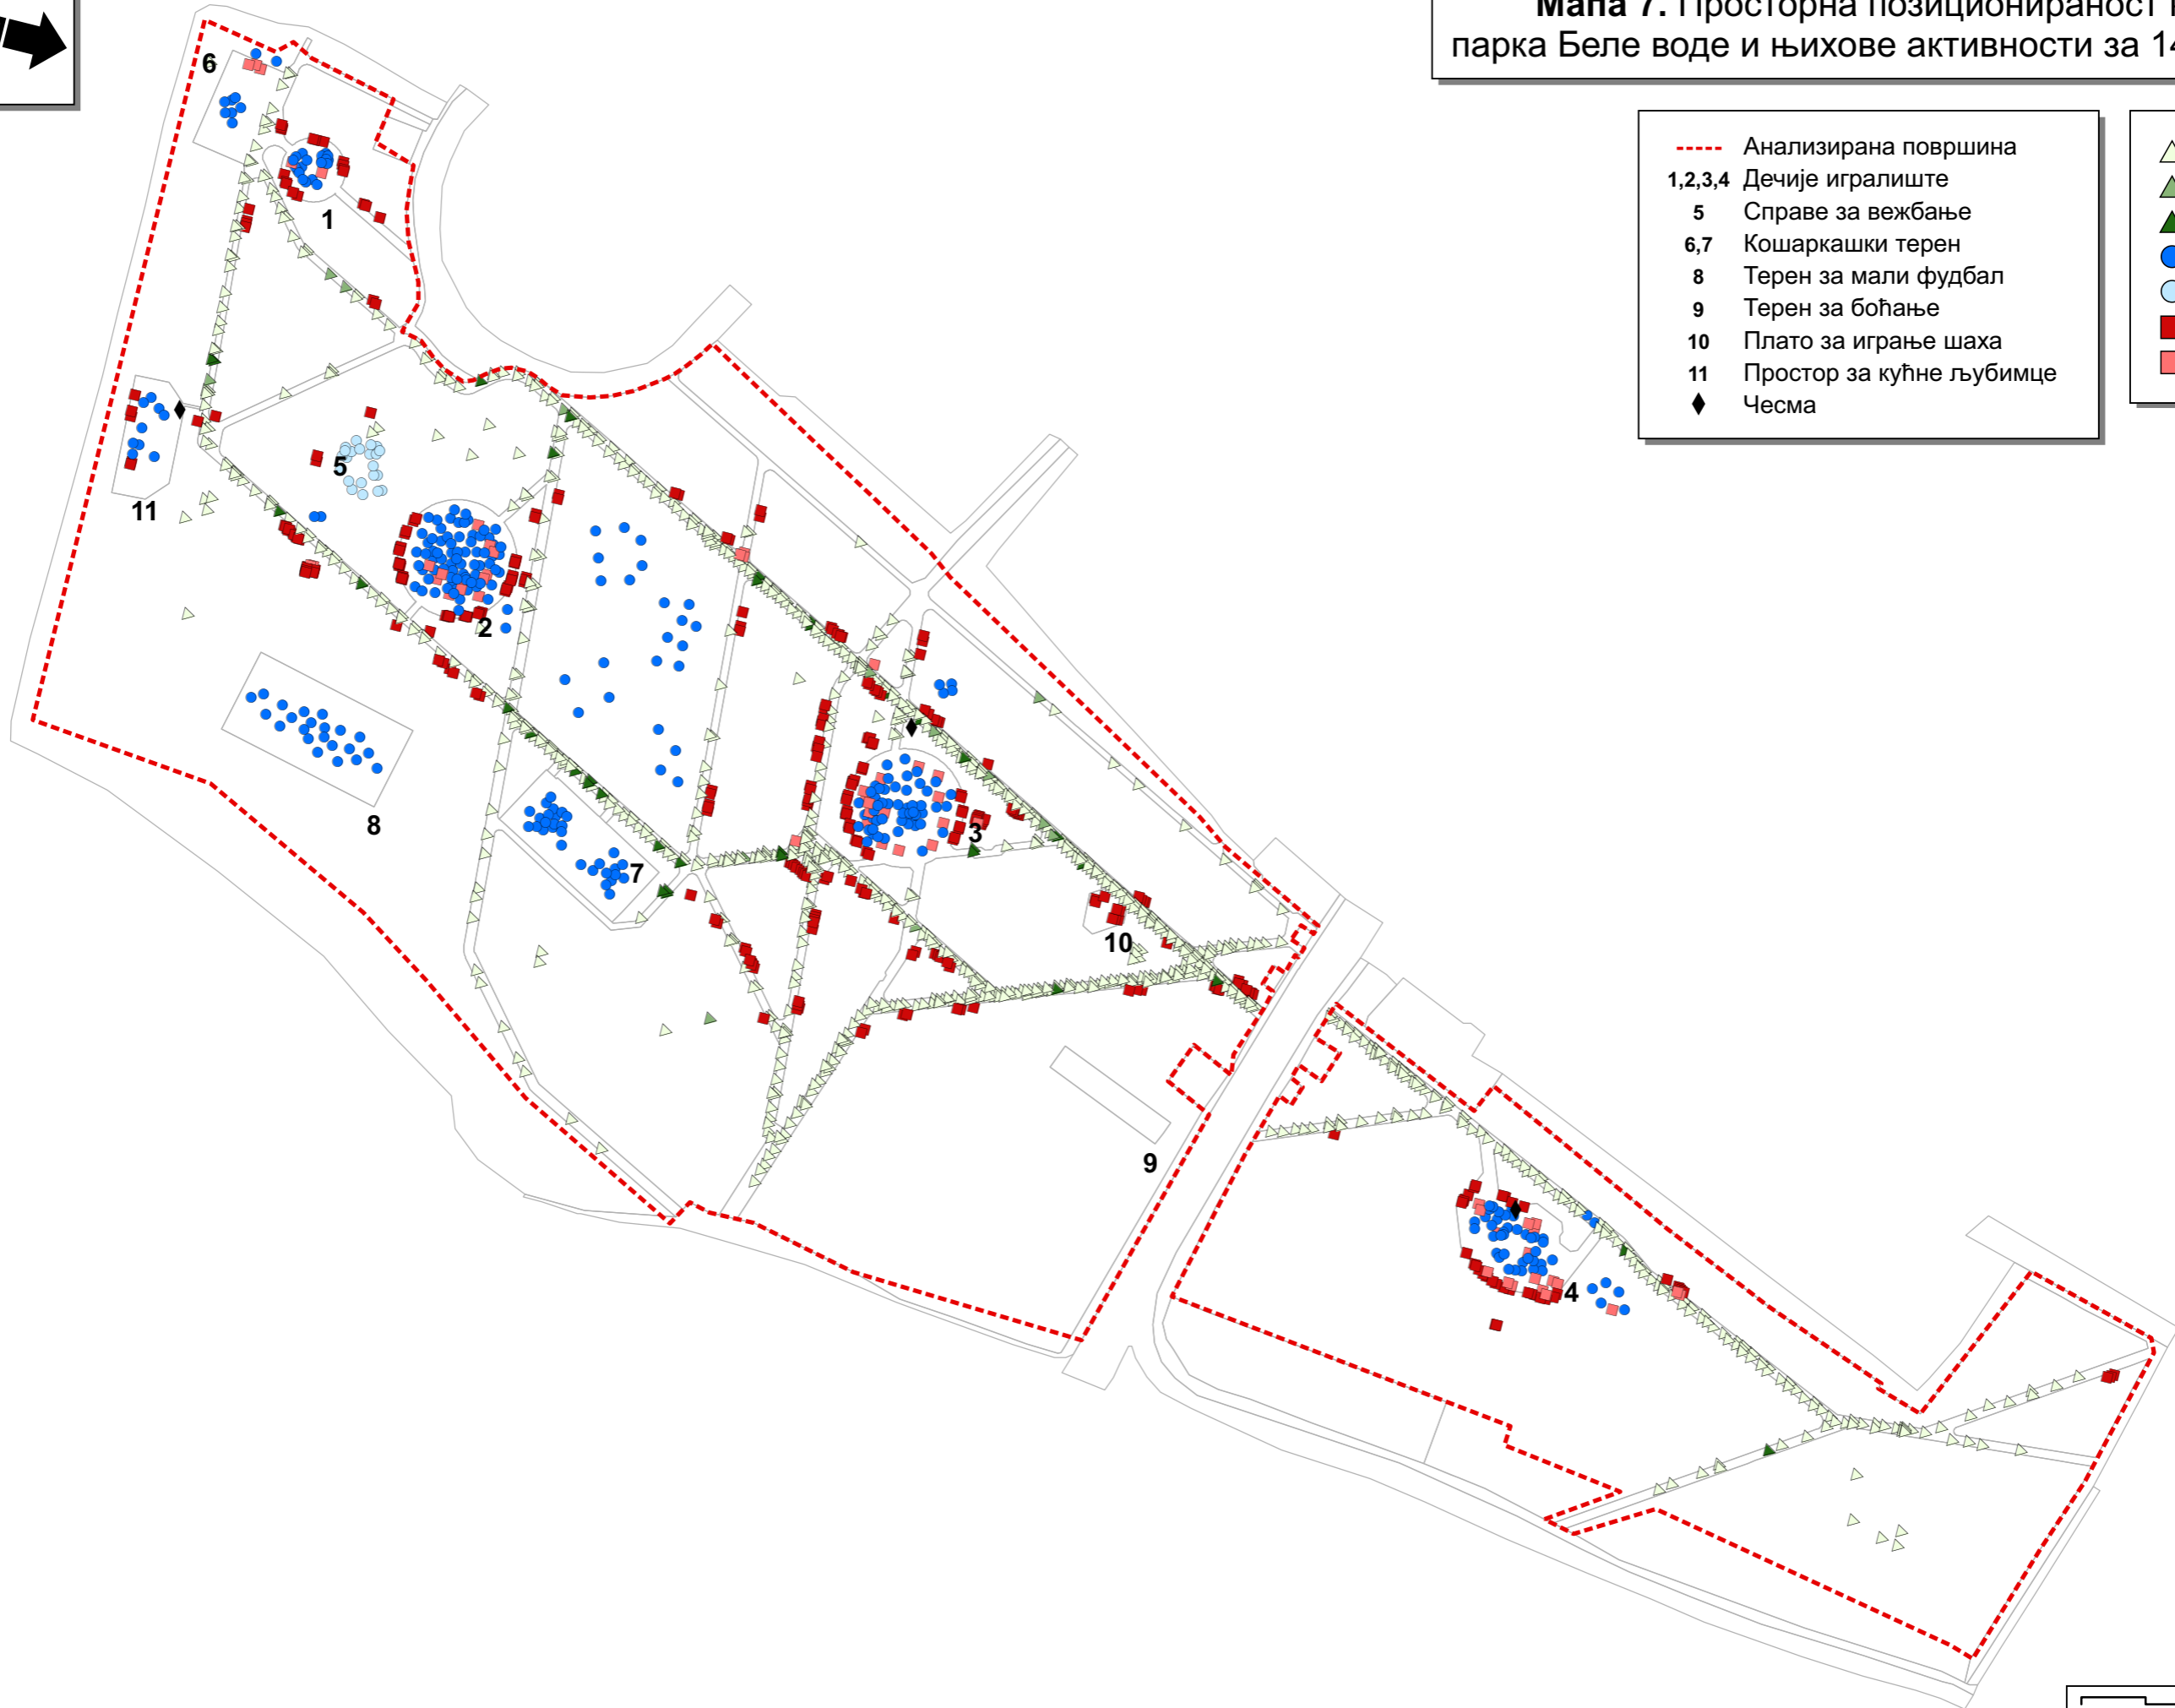 Мапа 7. Просторна позиционираност
парка Беле воде и њихове активности за 14
Анализирана површина
1,2,3,4 Дечије игралиште
5 Справе за вежбање
6,7 Кошаркашки терен
8 Терен за мали фудбал
9 Терен за боћање
10 Плато за играње шаха
11 Простор за кућне љубимце
Чесма
6
1
5
11
2
8
7
3
10
9
4